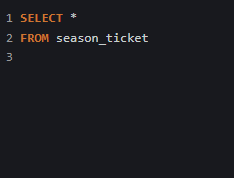 1 SELECT *
2 FROM season_ticket
3